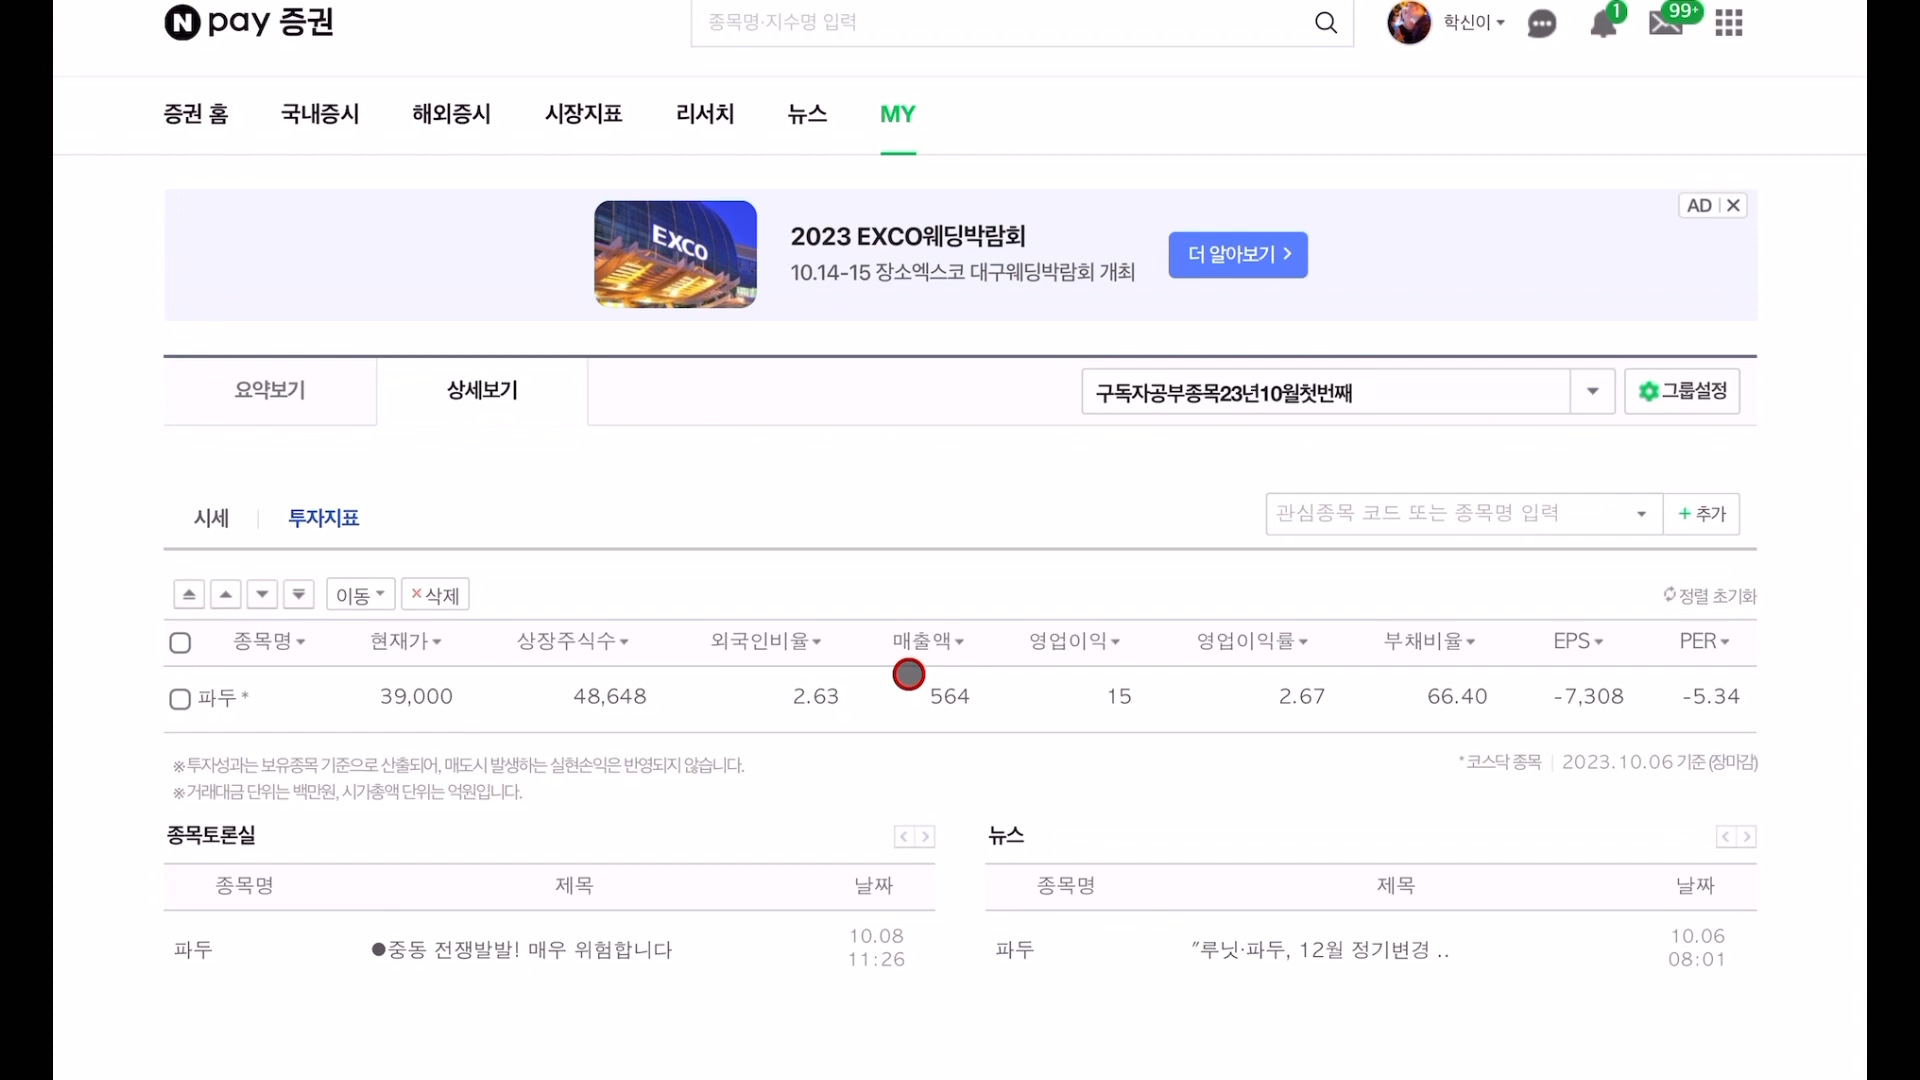 N pay 증권
종목명·지수명 입력
학신이
1
99+
증권 홈 국내증시 해외증시 시장지표 리서치 뉴스 MY
EXCO
2023 EXCO웨딩박람회
10.14-15 장소엑스코 대구웨딩박람회 개최
더 알아보기 >
AD
요약보기 상세보기
구독자공부종목23년10월첫번째
그룹설정
시세 투자지표
관심종목 코드 또는 종목명 입력
+ 추가
이동 ×삭제
정렬 초기화
종목명 현재가 상장주식수 외국인비율 매출액 영업이익 영업이익률 부채비율 EPS PER
파두 * 39,000 48,648 2.63 564 15 2.67 66.40 -7,308 -5.34
※투자성과는 보유종목 기준으로 산출되어, 매도시 발생하는 실현손익은 반영되지 않습니다.
※거래대금 단위는 백만원, 시가총액 단위는 억원입니다.
* 코스닥 종목 | 2023.10.06 기준 (장마감)
종목토론실
종목명 제목 날짜
파두 ●중동 전쟁발발! 매우 위험합니다 10.08
11:26
뉴스
종목명 제목 날짜
파두 "루닛·파두, 12월 정기변경 .. 10.06
08:01